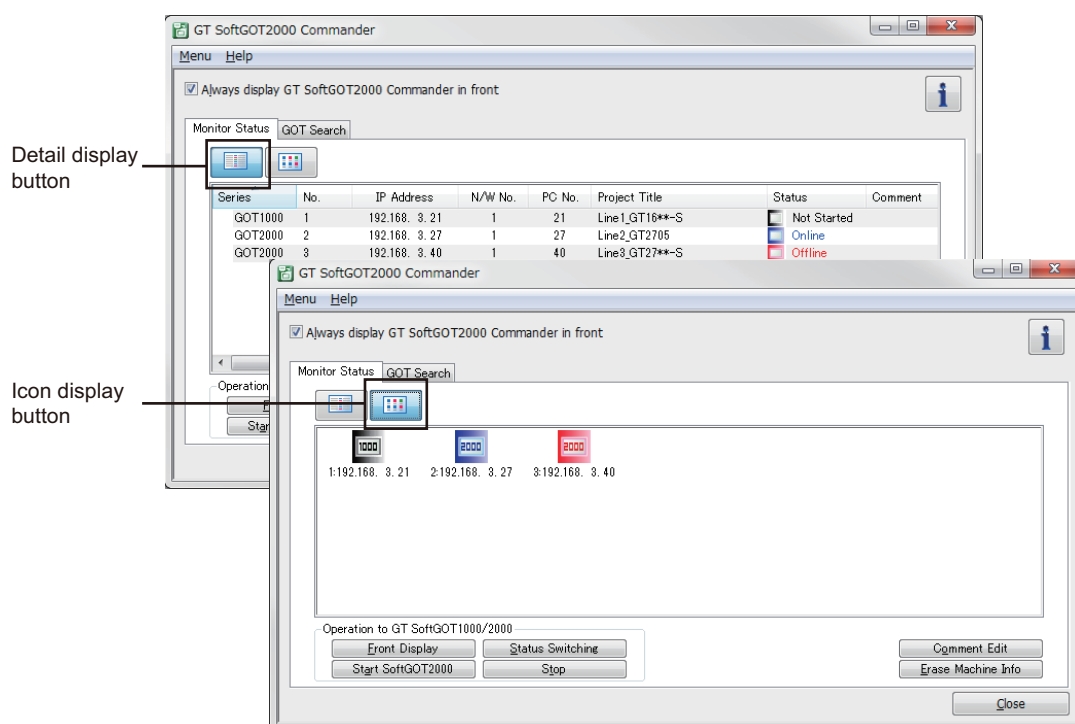 GT SoftGOT2000 Commander
Menu Help
Always display GT SoftGOT2000 Commander in front
Monitor Status GOT Search
Detail display
button
Series No. IP Address N/W No. PC No. Project Title Status Comment
GOT1000 1 192.168. 3. 21 1 21 Line1_GT16**-S Not Started
GOT2000 2 192.168. 3. 27 1 27 Line2_GT2705 Online
GOT2000 3 192.168. 3. 40 1 40 Line3_GT27**-S Offline
Operation
Star
GT SoftGOT2000 Commander
Menu Help
Always display GT SoftGOT2000 Commander in front
Monitor Status GOT Search
Icon display
button
1000 2000 2000
1:192.168. 3. 21 2:192.168. 3. 27 3:192.168. 3. 40
Operation to GT SoftGOT1000/2000
Front Display Status Switching Comment Edit
Start SoftGOT2000 Stop Erase Machine Info
Close